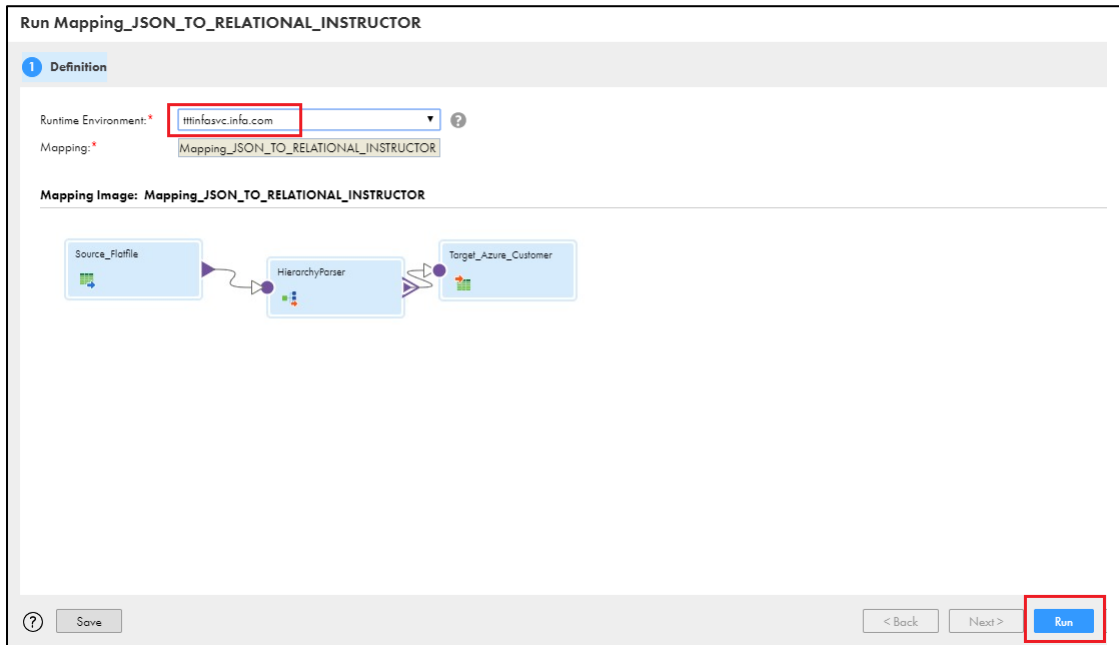 Run Mapping_JSON_TO_RELATIONAL_INSTRUCTOR
1 Definition
Runtime Environment:* tttinfasvc.infa.com ?
Mapping:* Mapping_JSON_TO_RELATIONAL_INSTRUCTOR
Mapping Image: Mapping_JSON_TO_RELATIONAL_INSTRUCTOR
Source_Flatfile
HierarchyParser
Target_Azure_Customer
? Save < Back Next > Run